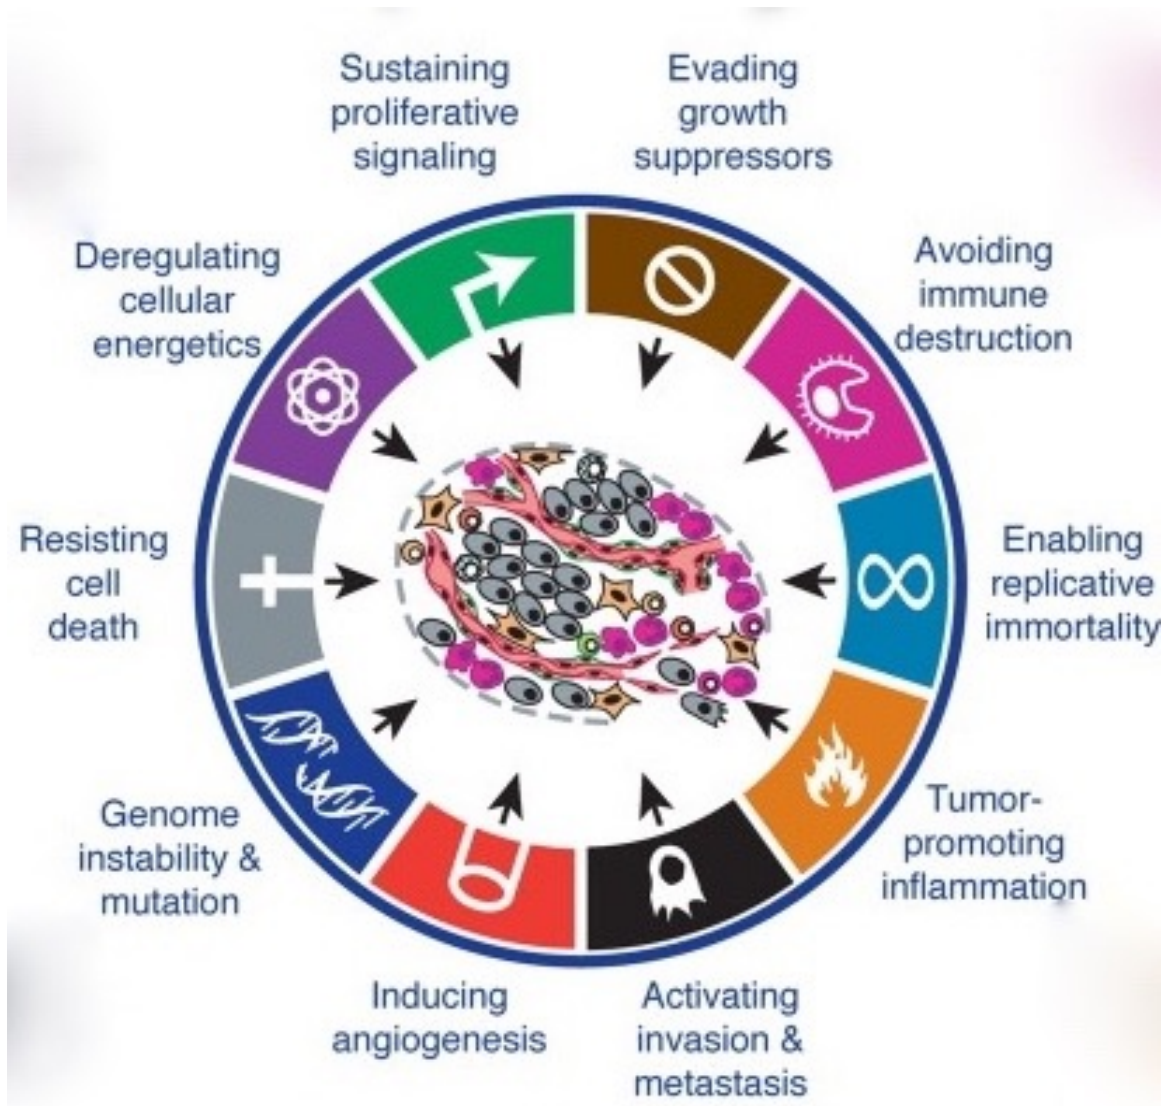 Sustaining
proliferative
signaling
Evading
growth
suppressors
Avoiding
immune
destruction
Enabling
replicative
immortality
Tumor-
promoting
inflammation
Activating
invasion &
metastasis
Inducing
angiogenesis
Genome
instability &
mutation
Resisting
cell
death
Deregulating
cellular
energetics